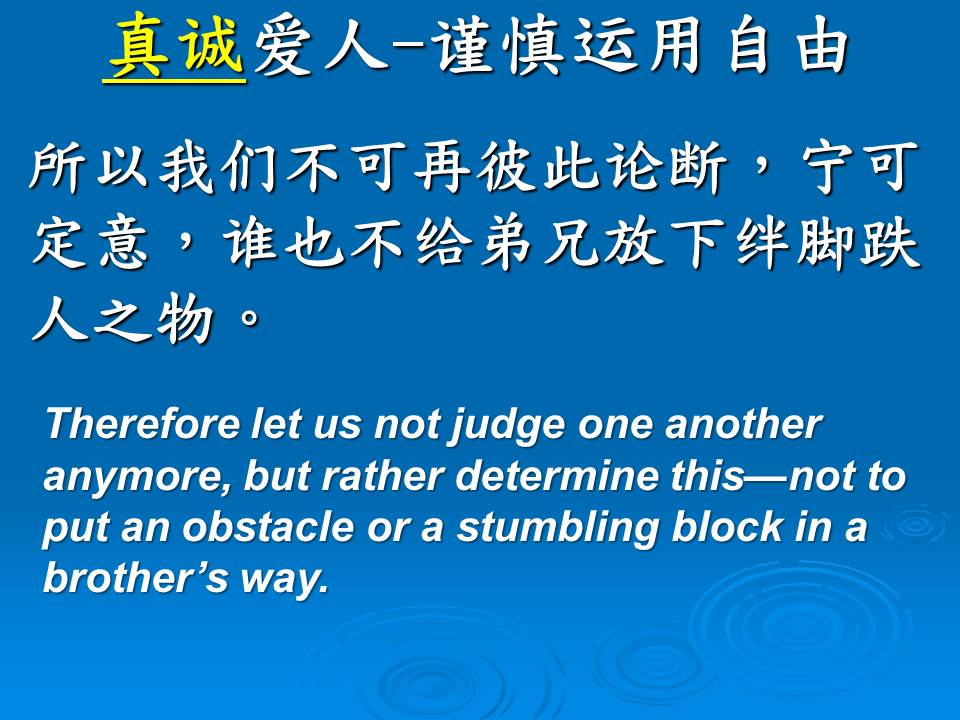 真诚爱人-谨慎运用自由
所以我们不可再彼此论断，宁可
定意，谁也不给弟兄放下绊脚跌
人之物。
Therefore let us not judge one another
anymore, but rather determine this—not to
put an obstacle or a stumbling block in a
brother’s way.